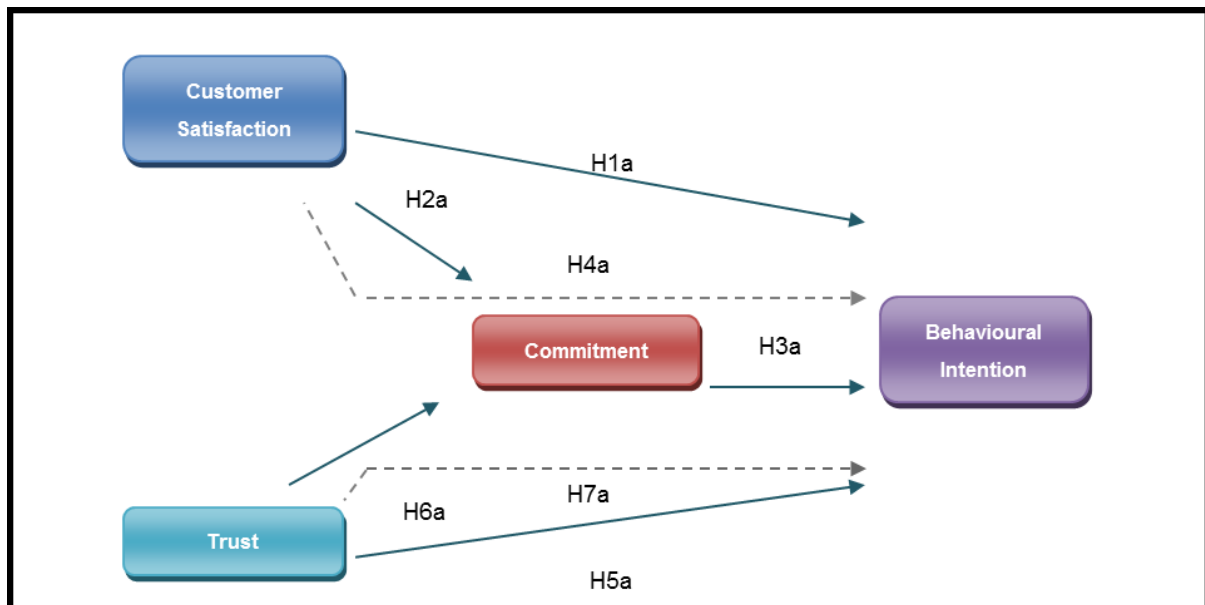 Customer
Satisfaction
H1a
H2a
H4a
Commitment
H3a
Behavioural
Intention
H6a
H7a
Trust
H5a